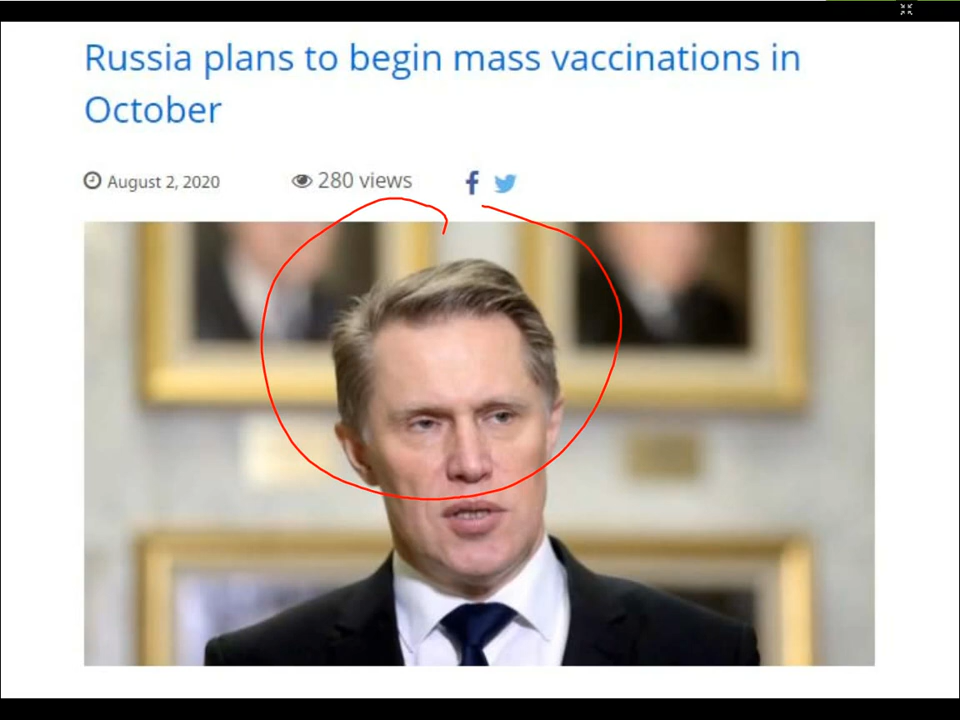 Russia plans to begin mass vaccinations in
October
August 2, 2020 280 views